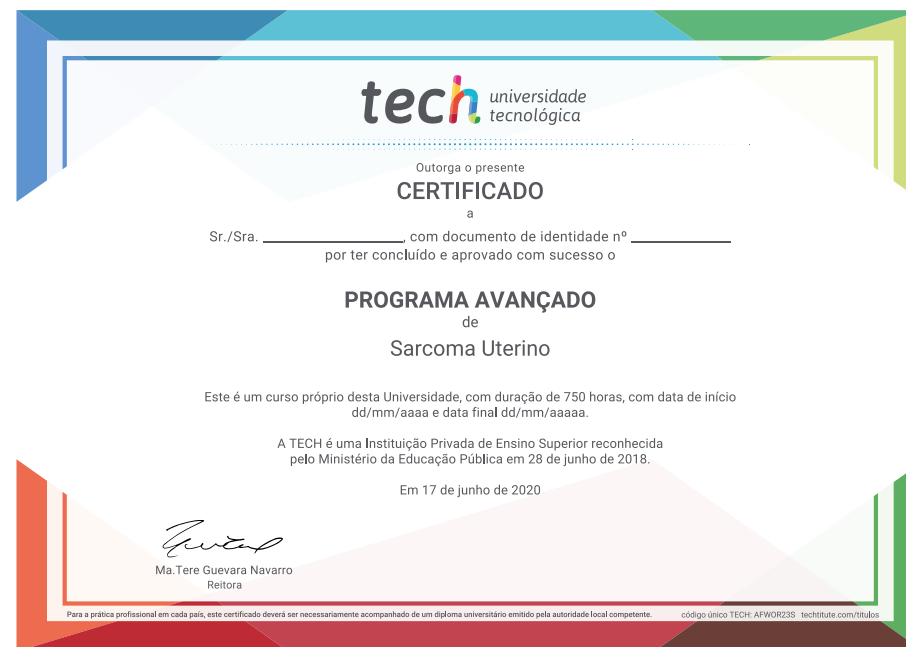 tech universidade
tecnológica
Outorga o presente
CERTIFICADO
a
Sr./Sra. ____________, com documento de identidade nº ____________
por ter concluído e aprovado com sucesso o
PROGRAMA AVANÇADO
de
Sarcoma Uterino
Este é um curso próprio desta Universidade, com duração de 750 horas, com data de início
dd/mm/aaaa e data final dd/mm/aaaaa.
A TECH é uma Instituição Privada de Ensino Superior reconhecida
pelo Ministério da Educação Pública em 28 de junho de 2018.
Em 17 de junho de 2020
Ma.Tere Guevara Navarro
Reitora
Para a prática profissional em cada país, este certificado deverá ser necessariamente acompanhado de um diploma universitário emitido pela autoridade local competente. código único TECH: AFWOR23S techtitute.com/titulos